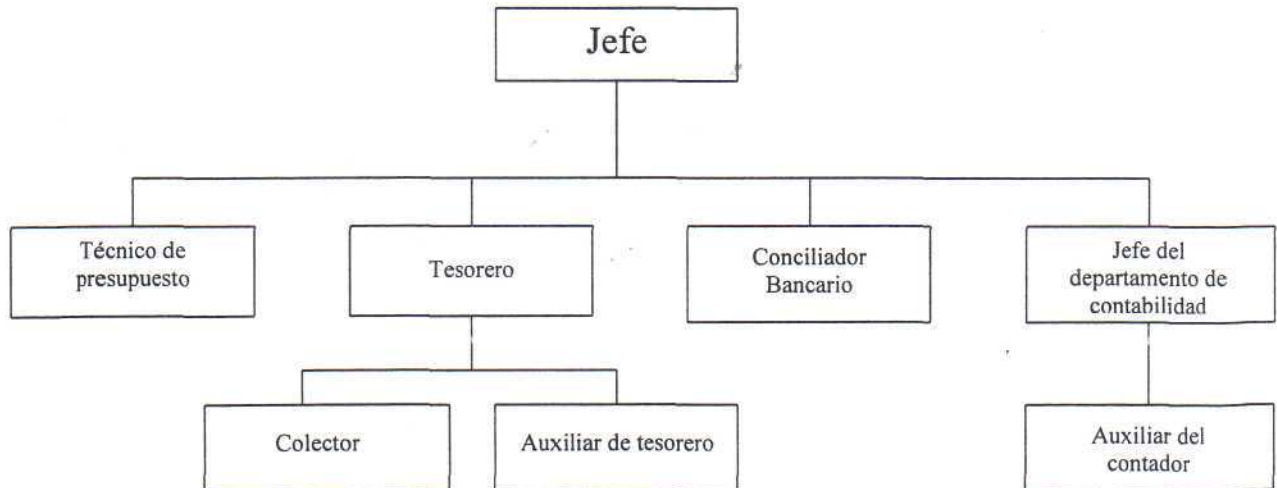 Jefe
Técnico de
presupuesto
Tesorero
Conciliador
Bancario
Jefe del
departamento de
contabilidad
Colector
Auxiliar de tesorero
Auxiliar del
contador